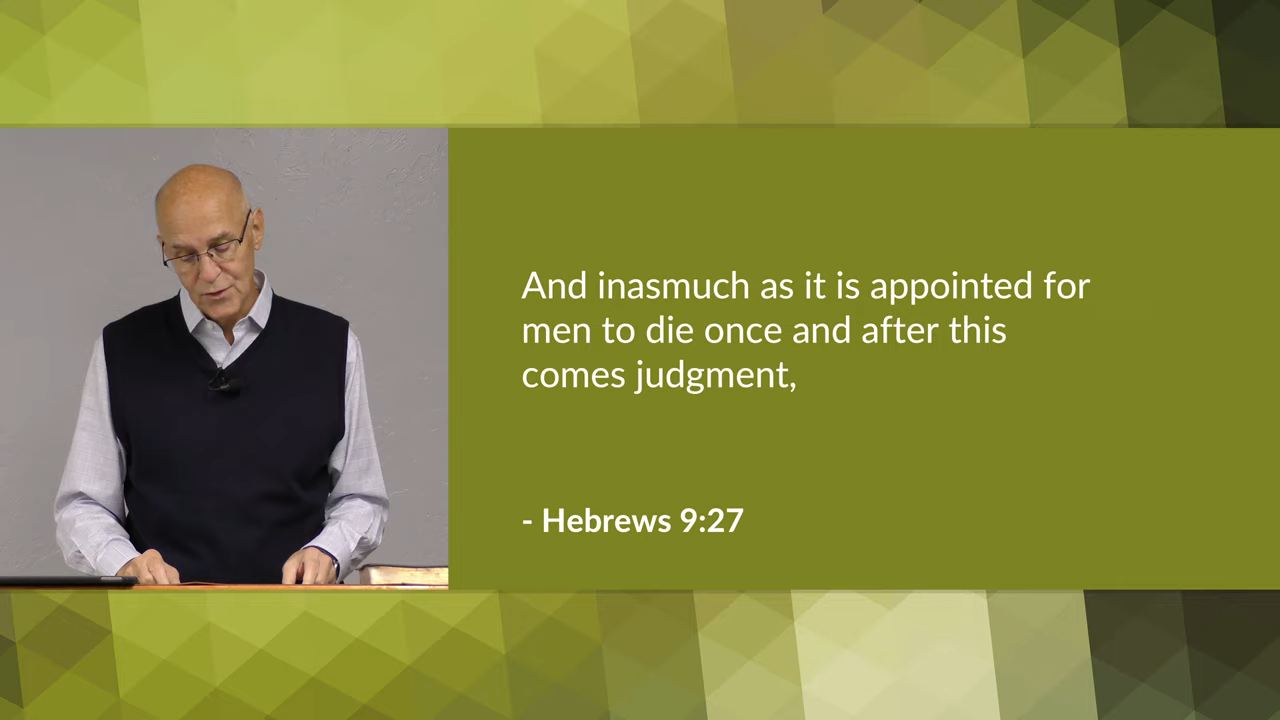 And inasmuch as it is appointed for
men to die once and after this
comes judgment,
- Hebrews 9:27